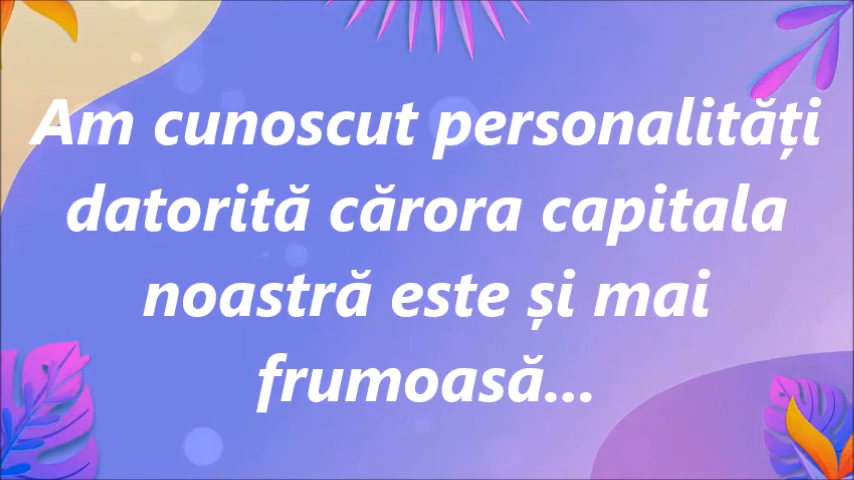 Am cunoscut personalități
datorită cărora capitala
noastră este și mai
frumoasă...